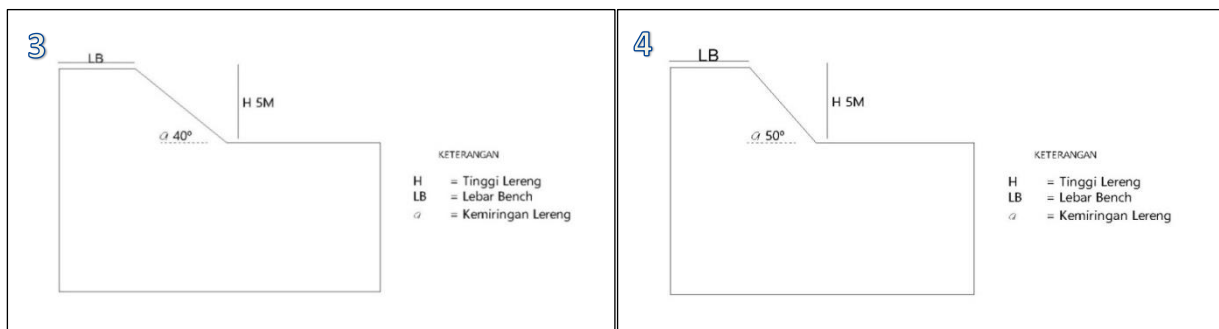 3
LB
H 5M
a 40°
KETERANGAN
H = Tinggi Lereng
LB = Lebar Bench
a = Kemiringan Lereng
4
LB
H 5M
a 50°
KETERANGAN
H = Tinggi Lereng
LB = Lebar Bench
a = Kemiringan Lereng